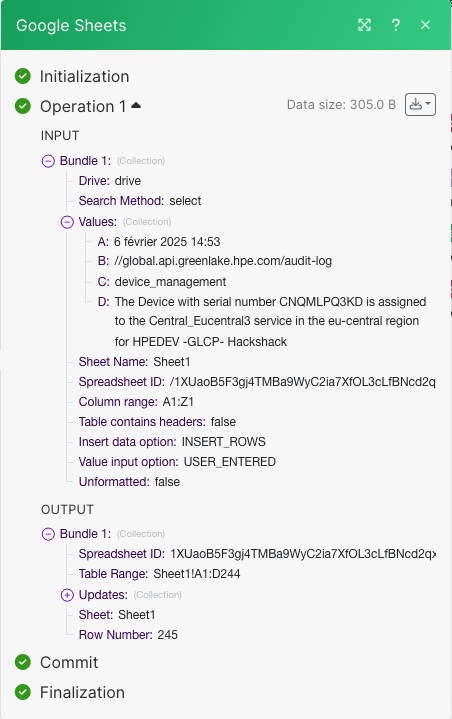 Google Sheets ?
Initialization
Operation 1 Data size: 305.0 B
INPUT
Bundle 1: (Collection)
Drive: drive
Search Method: select
Values: (Collection)
A: 6 février 2025 14:53
B: //global.api.greenlake.hpe.com/audit-log
C: device_management
D: The Device with serial number CNQMLPQ3KD is assigned
to the Central_Eucentral3 service in the eu-central region
for HPEDEV -GLCP- Hackshack
Sheet Name: Sheet1
Spreadsheet ID: /1XUaoB5F3gj4TMBa9WyC2ia7XfOL3cLfBNcd2q
Column range: A1:Z1
Table contains headers: false
Insert data option: INSERT_ROWS
Value input option: USER_ENTERED
Unformatted: false
OUTPUT
Bundle 1: (Collection)
Spreadsheet ID: 1XUaoB5F3gj4TMBa9WyC2ia7XfOL3cLfBNcd2qx
Table Range: Sheet1!A1:D244
Updates: (Collection)
Sheet: Sheet1
Row Number: 245
Commit
Finalization